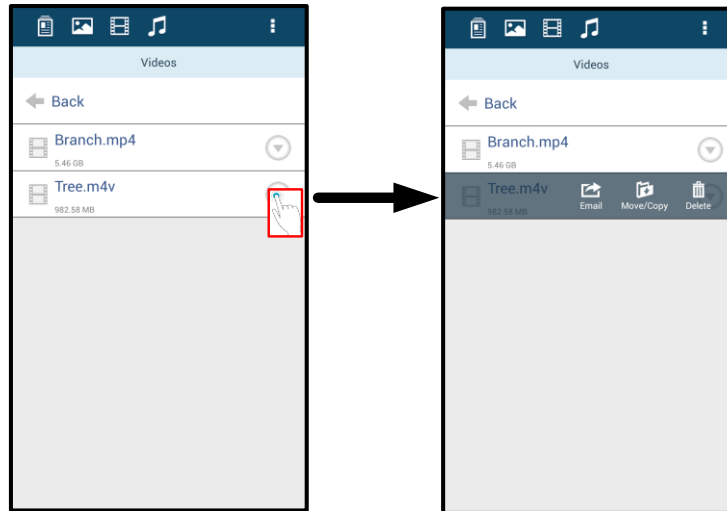 Videos
Back
Branch.mp4
5.46 GB
Tree.m4v
982.58 MB
Videos
Back
Branch.mp4
5.46 GB
Tree.m4v
982.58 MB
Email Move/Copy Delete